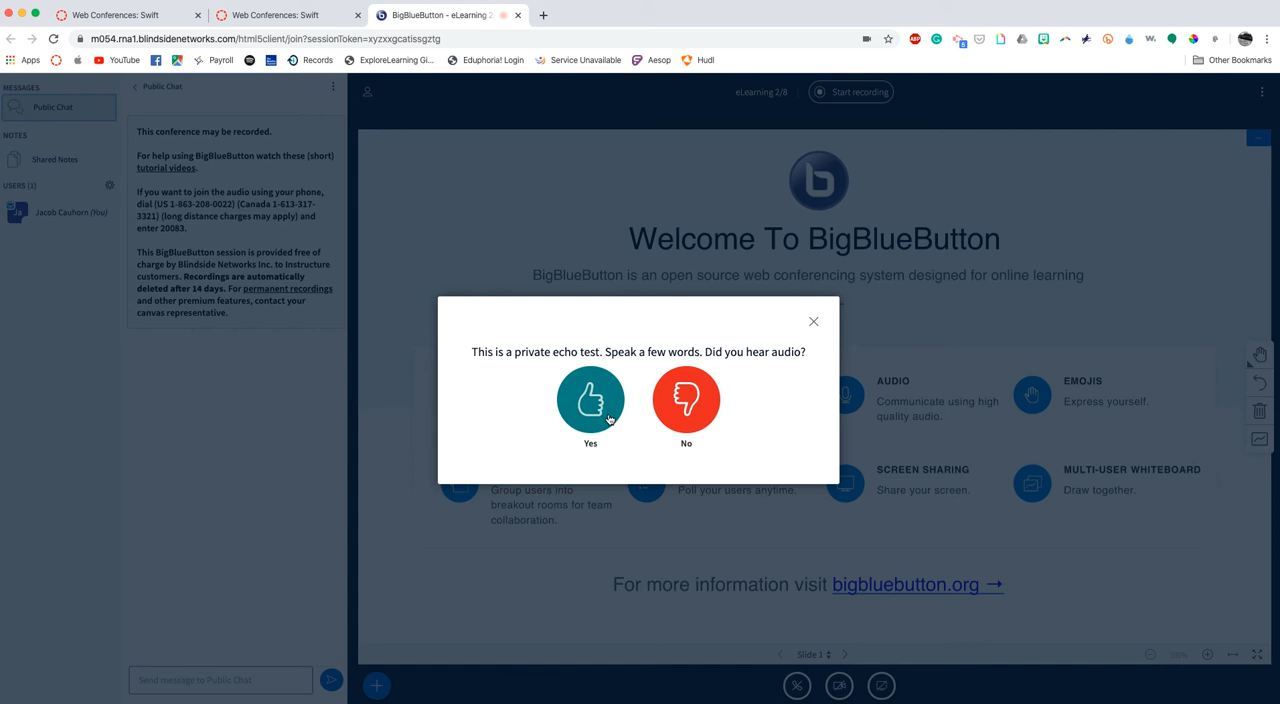 Web Conferences: Swift
Web Conferences: Swift
BigBlueButton - eLearning 2
m054.rna1.blindsidenetworks.com/html5client/join?sessionToken=xyzxxgcatissgztg
ABP
6
W.
Apps
YouTube
Payroll
Records
ExploreLearning Gi...
Eduphoria! Login
Service Unavailable
Aesop
Hudl
Other Bookmarks
MESSAGES
Public Chat
NOTES
Shared Notes
USERS (1)
Ja
Jacob Cauhorn (You)
Public Chat
This conference may be recorded.
For help using BigBlueButton watch these (short)
tutorial videos.
If you want to join the audio using your phone,
dial (US 1-863-208-0022) (Canada 1-613-317-
3321) (long distance charges may apply) and
enter 20083.
This BigBlueButton session is provided free of
charge by Blindside Networks Inc. to Instructure
customers. Recordings are automatically
deleted after 14 days. For permanent recordings
and other premium features, contact your
canvas representative.
Send message to Public Chat
eLearning 2/8
Start recording
b
Welcome To BigBlueButton
BigBlueButton is an open source web conferencing system designed for online learning
This is a private echo test. Speak a few words. Did you hear audio?
Yes
No
AUDIO
Communicate using high
quality audio.
EMOJIS
Express yourself.
Group users into
breakout rooms for team
collaboration.
Poll your users anytime.
SCREEN SHARING
Share your screen.
MULTI-USER WHITEBOARD
Draw together.
For more information visit bigbluebutton.org →
Slide 1
100%